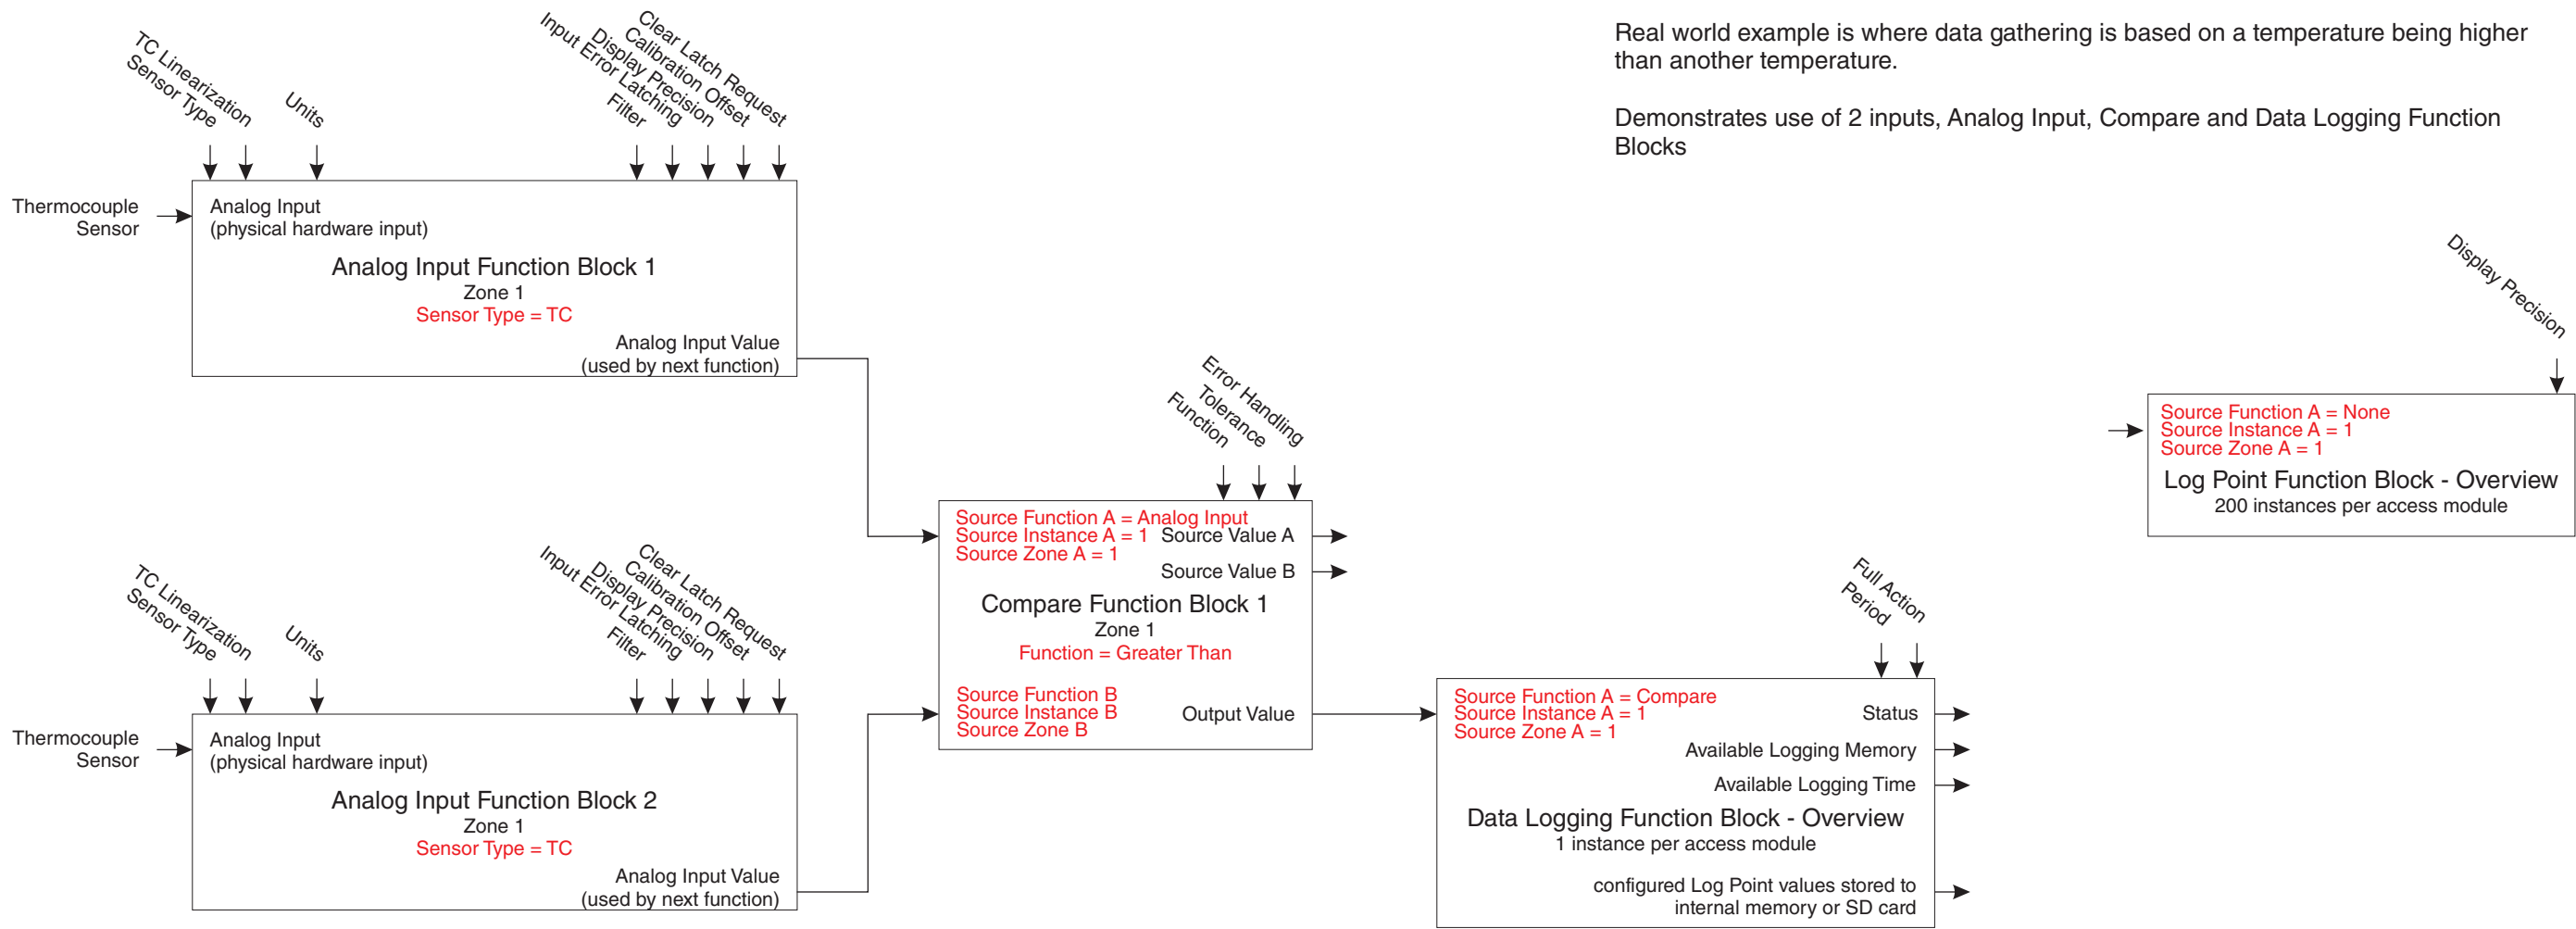 Real world example is where data gathering is based on a temperature being higher
than another temperature.
Demonstrates use of 2 inputs, Analog Input, Compare and Data Logging Function
Blocks
TC Linearization
Sensor Type
Units
Clear Latch Request
Calibration Offset
Display Precision
Input Error Latching
Filter
Thermocouple
Sensor
Analog Input
(physical hardware input)
Analog Input Function Block 1
Zone 1
Sensor Type = TC
Analog Input Value
(used by next function)
TC Linearization
Sensor Type
Units
Clear Latch Request
Calibration Offset
Display Precision
Input Error Latching
Filter
Thermocouple
Sensor
Analog Input
(physical hardware input)
Analog Input Function Block 2
Zone 1
Sensor Type = TC
Analog Input Value
(used by next function)
Error Handling
Tolerance
Function
Source Function A = Analog Input
Source Instance A = 1
Source Zone A = 1
Source Value A
Source Value B
Compare Function Block 1
Zone 1
Function = Greater Than
Source Function B
Source Instance B
Source Zone B
Output Value
Full Action
Period
Source Function A = Compare
Source Instance A = 1
Source Zone A = 1
Status
Available Logging Memory
Available Logging Time
Data Logging Function Block - Overview
1 instance per access module
configured Log Point values stored to
internal memory or SD card
Display Precision
Source Function A = None
Source Instance A = 1
Source Zone A = 1
Log Point Function Block - Overview
200 instances per access module